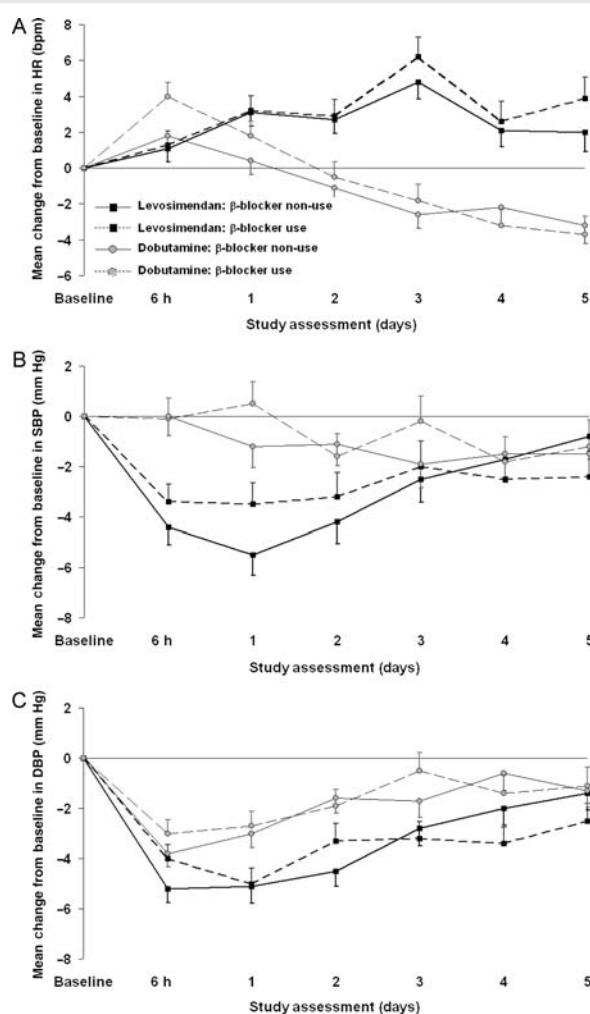 A
Mean change from baseline in HR (bpm)
8
6
4
2
0
−2
−4
−6
Levosimendan: β-blocker non-use
Levosimendan: β-blocker use
Dobutamine: β-blocker non-use
Dobutamine: β-blocker use
Baseline 6 h 1 2 3 4 5
Study assessment (days)
B
Mean change from baseline in SBP (mm Hg)
2
0
−2
−4
−6
−8
Baseline 6 h 1 2 3 4 5
Study assessment (days)
C
Mean change from baseline in DBP (mm Hg)
2
0
−2
−4
−6
−8
Baseline 6 h 1 2 3 4 5
Study assessment (days)